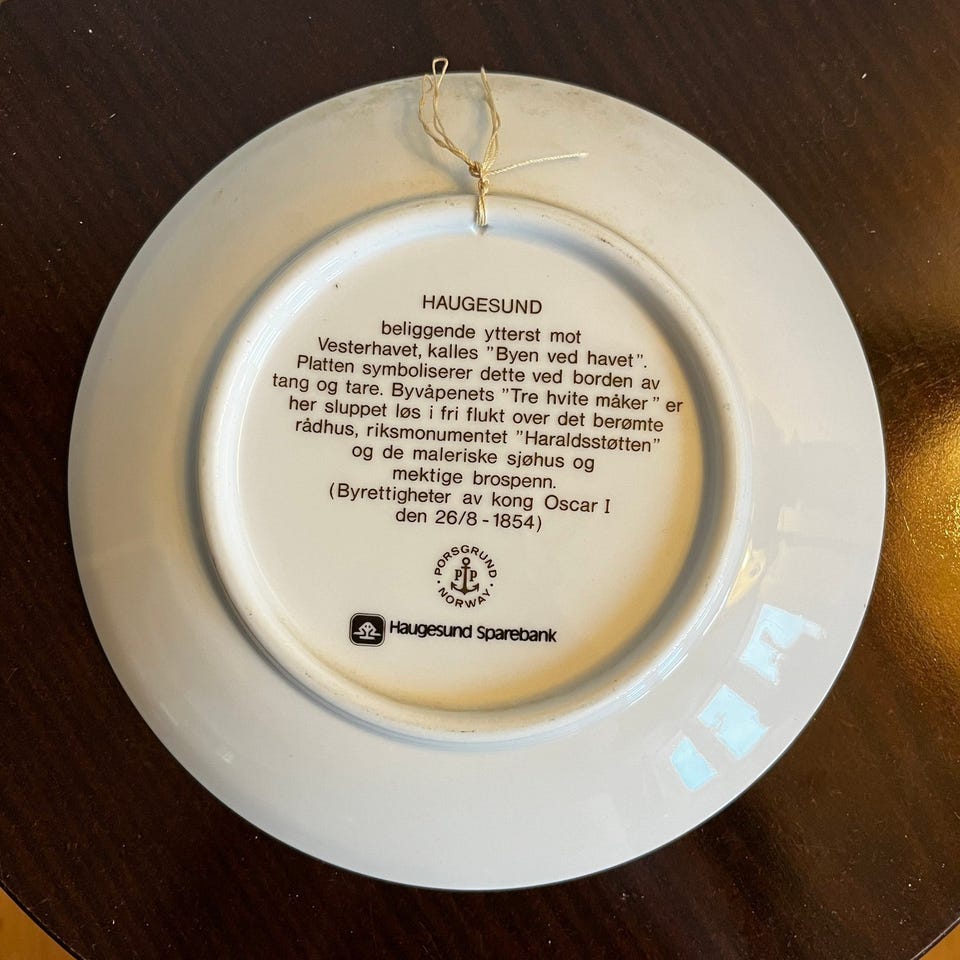 HAUGESUND
beliggende ytterst mot
Vesterhavet, kalles "Byen ved havet".
Platten symboliserer dette ved borden av
tang og tare. Byvåpenets "Tre hvite måker" er
her sluppet løs i fri flukt over det berømte
rådhus, riksmonumentet "Haraldsstøtten"
og de maleriske sjøhus og
mektige brospenn.
(Byrettigheter av kong Oscar I
den 26/8 - 1854)
PORSGRUND
PP
NORWAY
Haugesund Sparebank